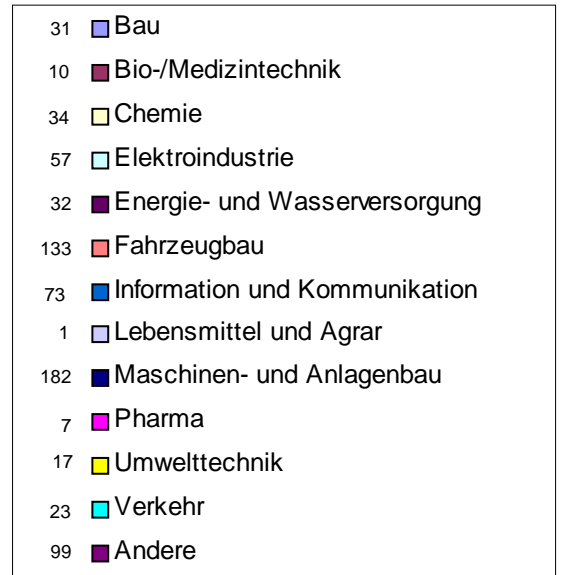 31 Bau
10 Bio-/Medizintechnik
34 Chemie
57 Elektroindustrie
32 Energie- und Wasserversorgung
133 Fahrzeugbau
73 Information und Kommunikation
1 Lebensmittel und Agrar
182 Maschinen- und Anlagenbau
7 Pharma
17 Umwelttechnik
23 Verkehr
99 Andere